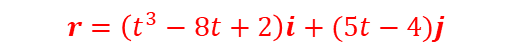 r = (t³ − 8t + 2)i + (5t − 4)j